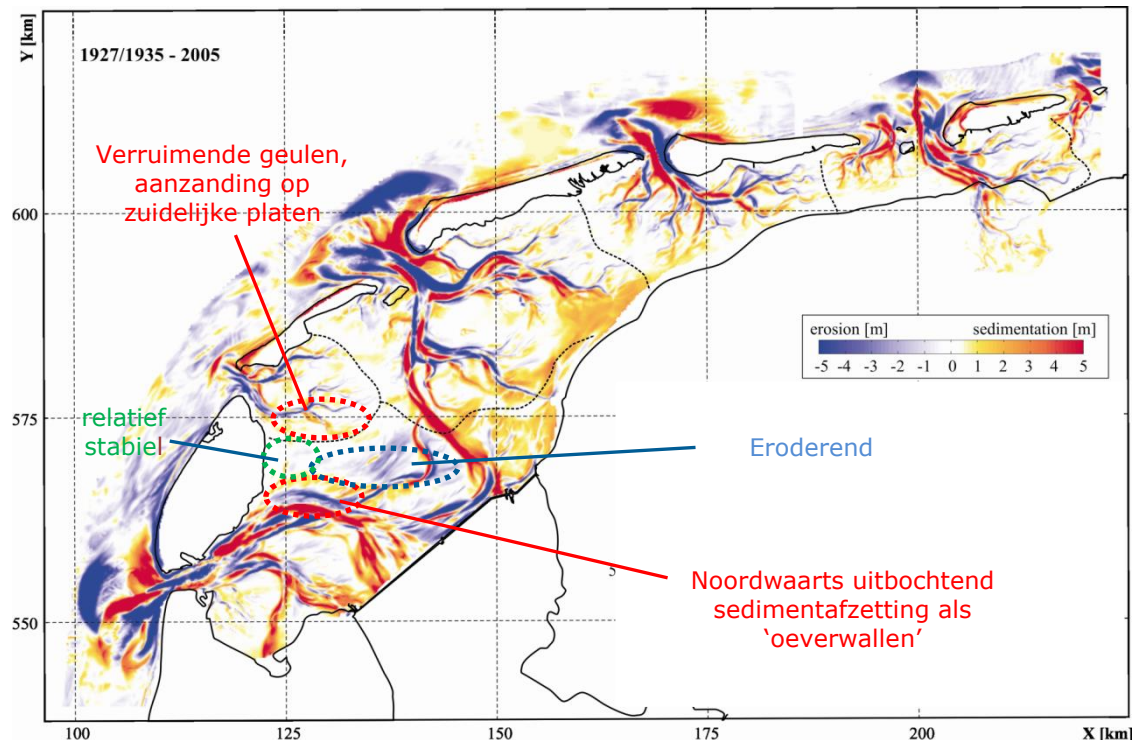 Y [km]
1927/1935 - 2005
Verruimende geulen,
aanzanding op
zuidelijke platen
600
erosion [m] sedimentation [m]
-5 -4 -3 -2 -1 0 1 2 3 4 5
575
relatief
stabiel
Eroderend
Noordwaarts uitbochtend
sedimentafzetting als
‘oeverwallen’
550
100 125 150 175 200 X [km]